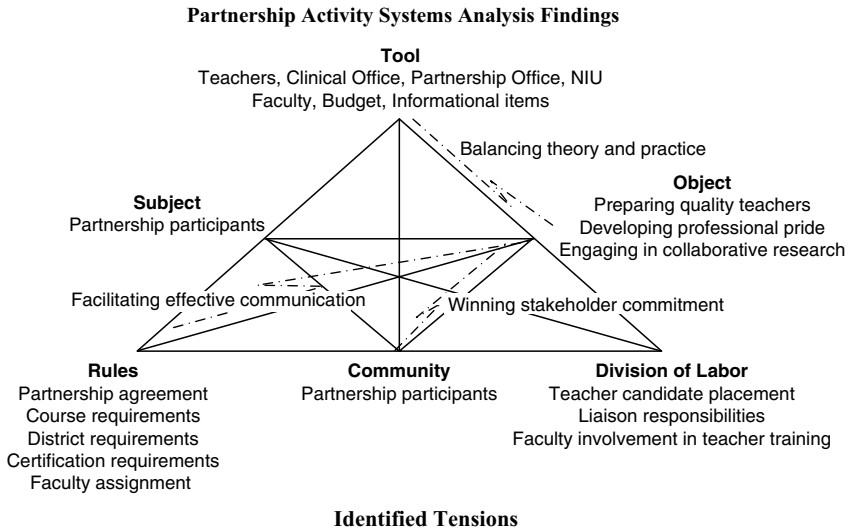 Partnership Activity Systems Analysis Findings
Tool
Teachers, Clinical Office, Partnership Office, NIU
Faculty, Budget, Informational items
Balancing theory and practice
Object
Preparing quality teachers
Developing professional pride
Engaging in collaborative research
Subject
Partnership participants
Facilitating effective communication
Winning stakeholder commitment
Rules
Partnership agreement
Course requirements
District requirements
Certification requirements
Faculty assignment
Community
Partnership participants
Division of Labor
Teacher candidate placement
Liaison responsibilities
Faculty involvement in teacher training
Identified Tensions